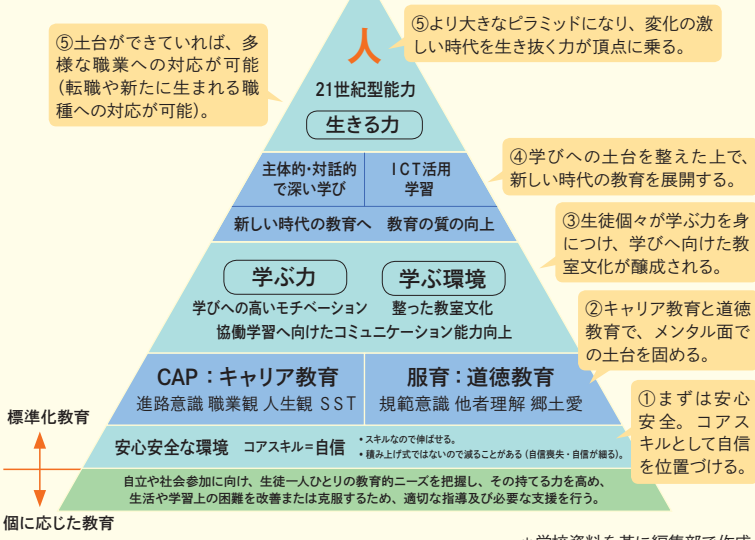 ⑤土台ができていれば、多
様な職業への対応が可能
(転職や新たに生まれる職
種への対応が可能)。
⑤より大きなピラミッドになり、変化の激
しい時代を生き抜く力が頂点に乗る。
人
21世紀型能力
生きる力
④学びへの土台を整えた上で、
新しい時代の教育を展開する。
主体的・対話的
で深い学び
ICT活用
学習
新しい時代の教育へ 教育の質の向上
③生徒個々が学ぶ力を身
につけ、学びへ向けた教
室文化が醸成される。
学ぶ力
学ぶ環境
学びへの高いモチベーション 整った教室文化
協働学習へ向けたコミュニケーション能力向上
②キャリア教育と道徳
教育で、メンタル面で
の土台を固める。
CAP:キャリア教育
進路意識 職業観 人生観 SST
服育:道徳教育
規範意識 他者理解 郷土愛
①まずは安心
安全。コアス
キルとして自信
を位置づける。
安心安全な環境 コアスキル=自信
・スキルなので伸ばせる。
・積み上げ式ではないので減ることがある(自信喪失・自信が細る)。
標準化教育
自立や社会参加に向け、生徒一人ひとりの教育的ニーズを把握し、その持てる力を高め、
生活や学習上の困難を改善または克服するため、適切な指導及び必要な支援を行う。
個に応じた教育